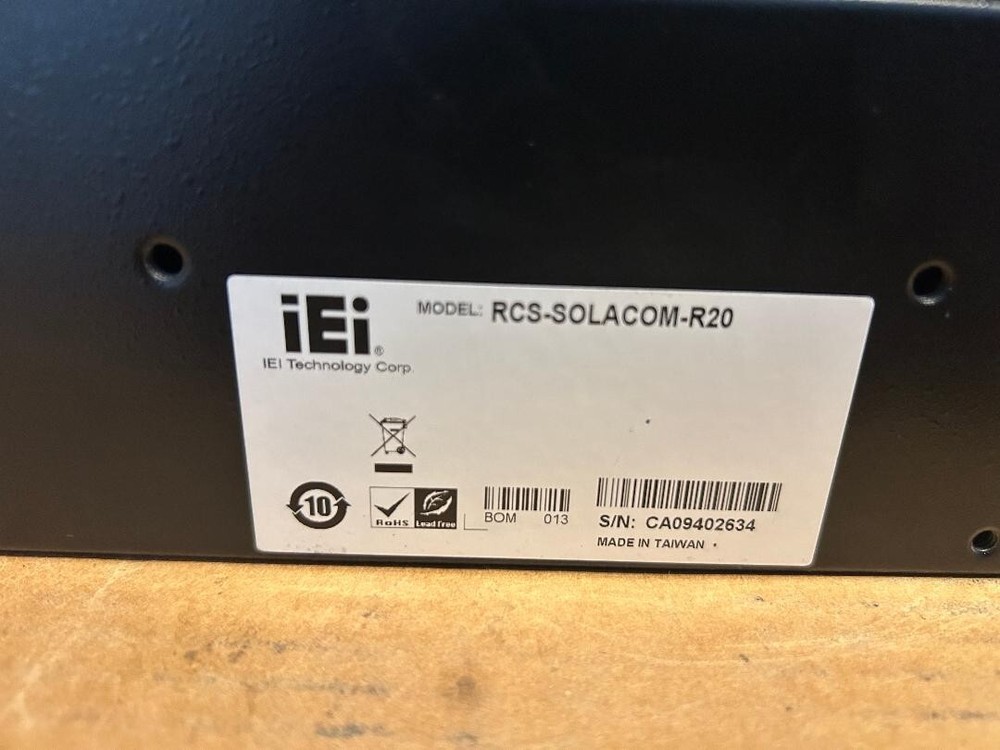 iEi®
IEI Technology Corp.
MODEL: RCS-SOLACOM-R20
10
RoHS
Lead free
BOM 013
S/N: CA09402634
MADE IN TAIWAN